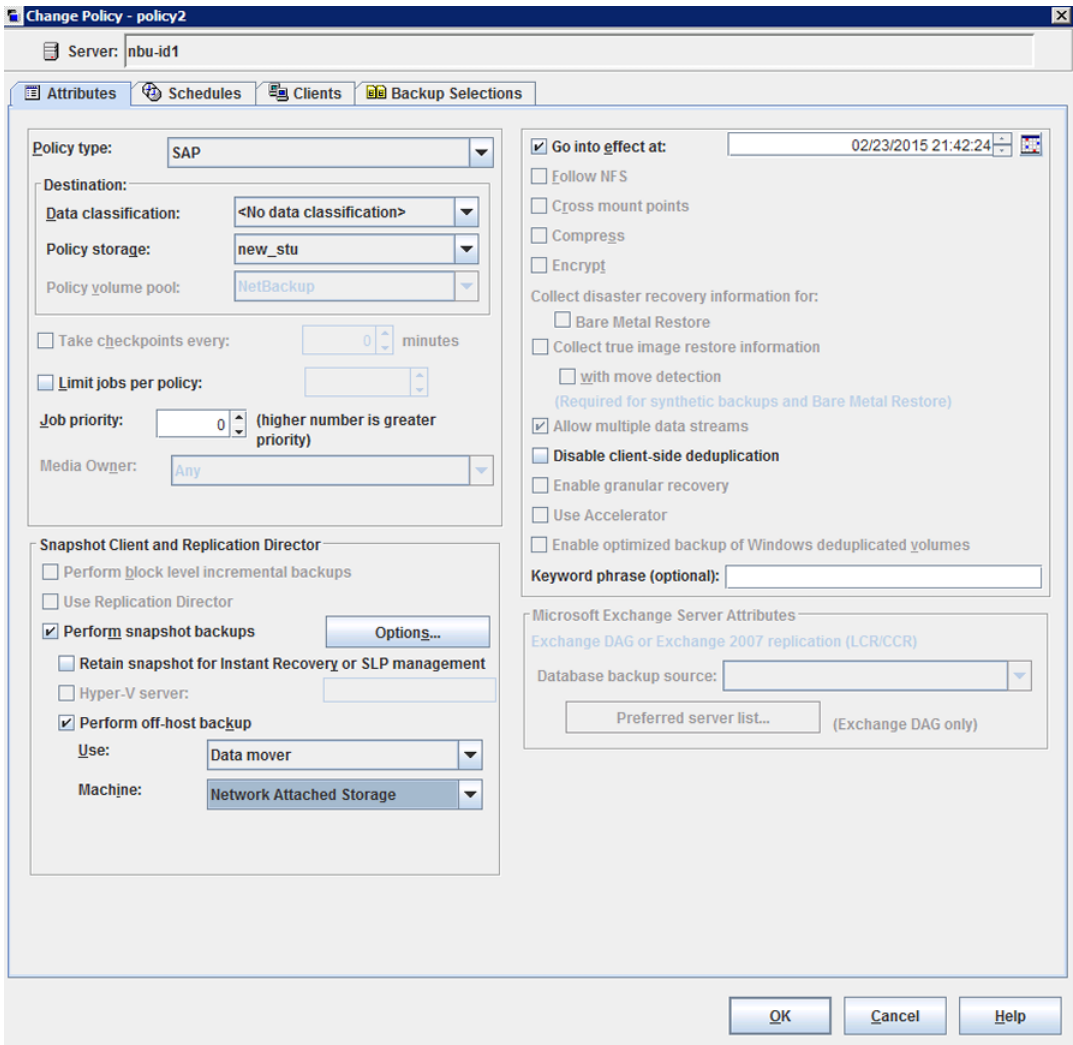 Change Policy - policy2
Server: nbu-id1
Attributes
Schedules
Clients
Backup Selections
Policy type: SAP
Destination:
Data classification: <No data classification>
Policy storage: new_stu
Policy volume pool: NetBackup
Take checkpoints every: 0 minutes
Limit jobs per policy:
Job priority: 0 (higher number is greater
priority)
Media Owner: Any
Snapshot Client and Replication Director
Perform block level incremental backups
Use Replication Director
Perform snapshot backups Options...
Retain snapshot for Instant Recovery or SLP management
Hyper-V server:
Perform off-host backup
Use: Data mover
Machine: Network Attached Storage
Go into effect at: 02/23/2015 21:42:24
Follow NFS
Cross mount points
Compress
Encrypt
Collect disaster recovery information for:
Bare Metal Restore
Collect true image restore information
with move detection
(Required for synthetic backups and Bare Metal Restore)
Allow multiple data streams
Disable client-side deduplication
Enable granular recovery
Use Accelerator
Enable optimized backup of Windows deduplicated volumes
Keyword phrase (optional):
Microsoft Exchange Server Attributes
Exchange DAG or Exchange 2007 replication (LCR/CCR)
Database backup source:
Preferred server list... (Exchange DAG only)
OK
Cancel
Help